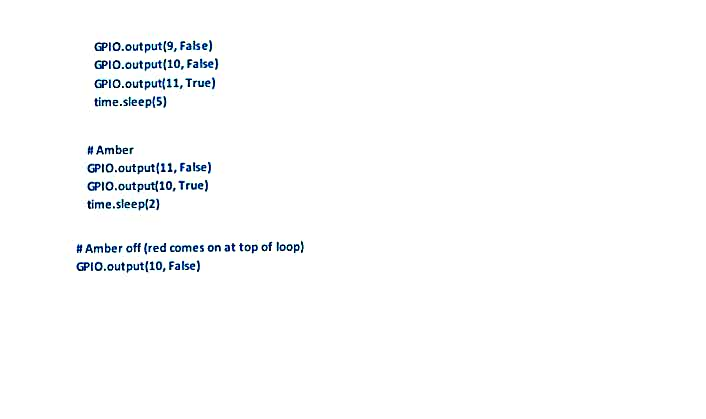 GPIO.output(9, False)
GPIO.output(10, False)
GPIO.output(11, True)
time.sleep(5)
# Amber
GPIO.output(11, False)
GPIO.output(10, True)
time.sleep(2)
# Amber off (red comes on at top of loop)
GPIO.output(10, False)